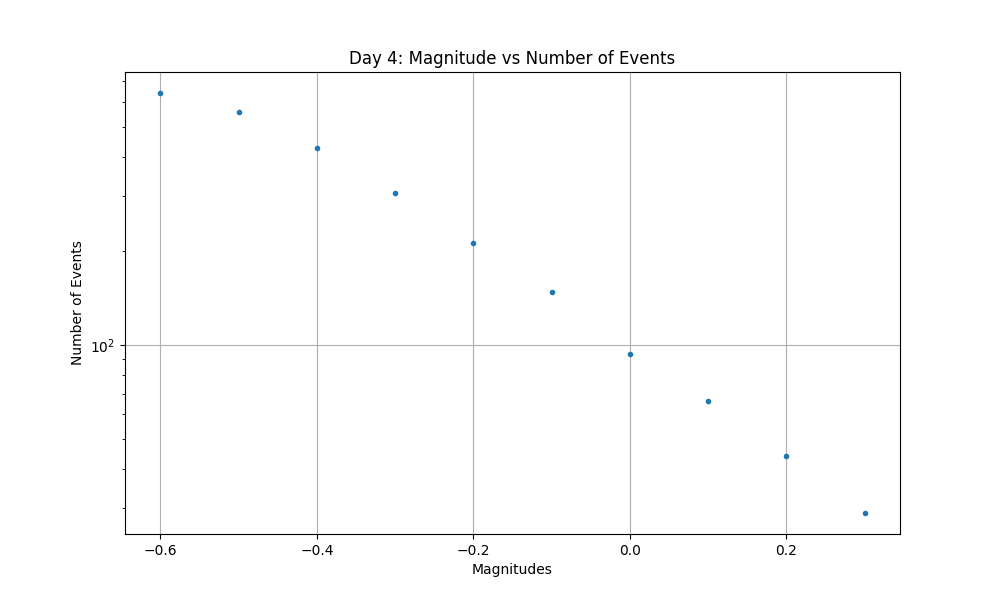 Day 4: Magnitude vs Number of Events
Number of Events
10²
−0.6 −0.4 −0.2 0.0 0.2
Magnitudes